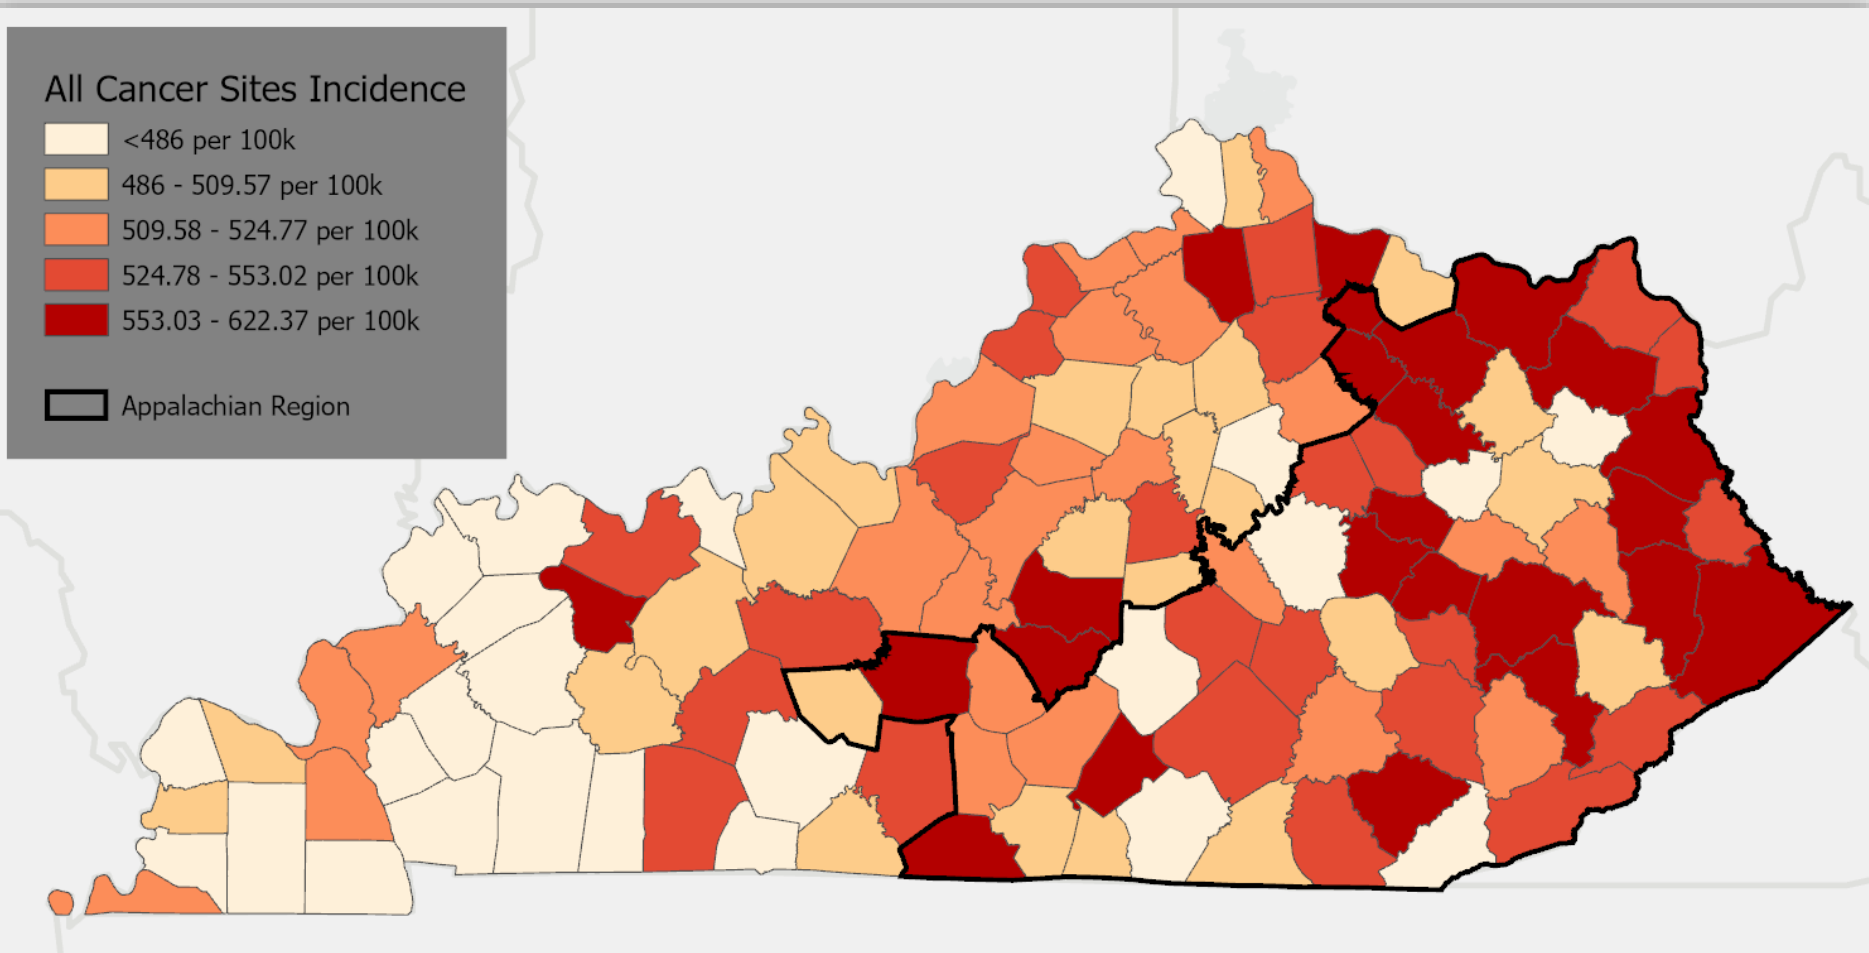 All Cancer Sites Incidence
<486 per 100k
486 - 509.57 per 100k
509.58 - 524.77 per 100k
524.78 - 553.02 per 100k
553.03 - 622.37 per 100k
Appalachian Region